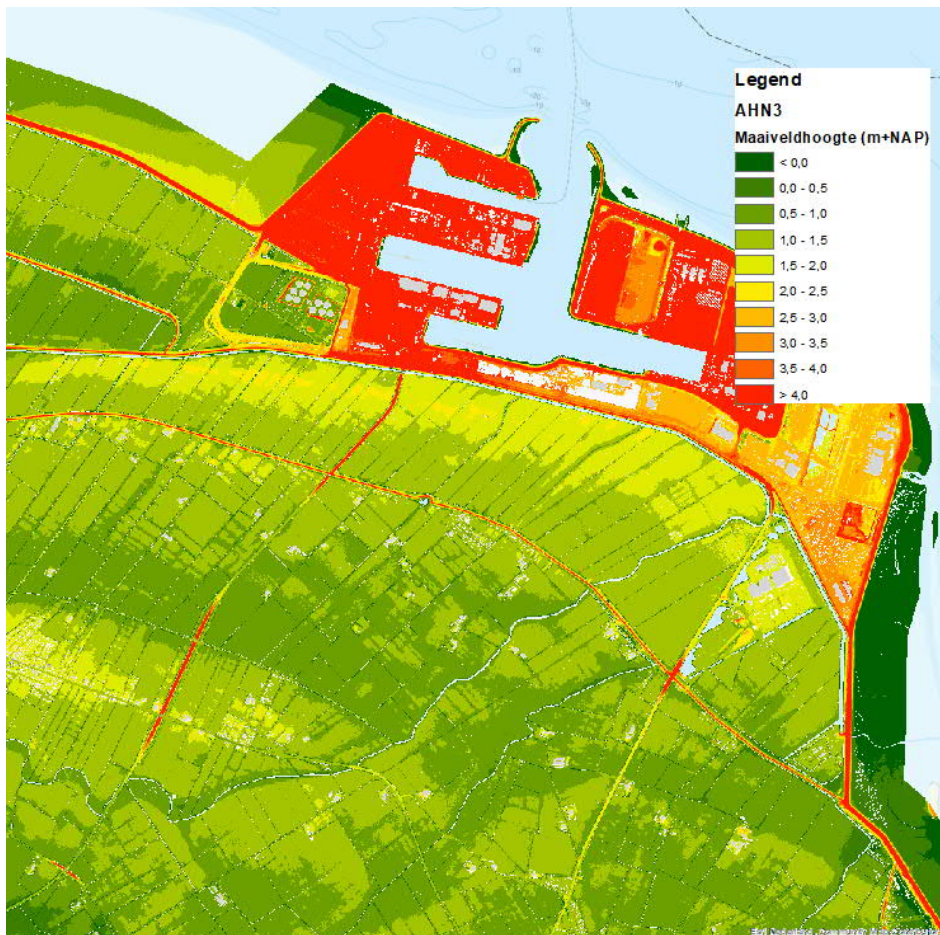 Legend
AHN3
Maaiveldhoogte (m+NAP)
< 0,0
0,0 - 0,5
0,5 - 1,0
1,0 - 1,5
1,5 - 2,0
2,0 - 2,5
2,5 - 3,0
3,0 - 3,5
3,5 - 4,0
> 4,0